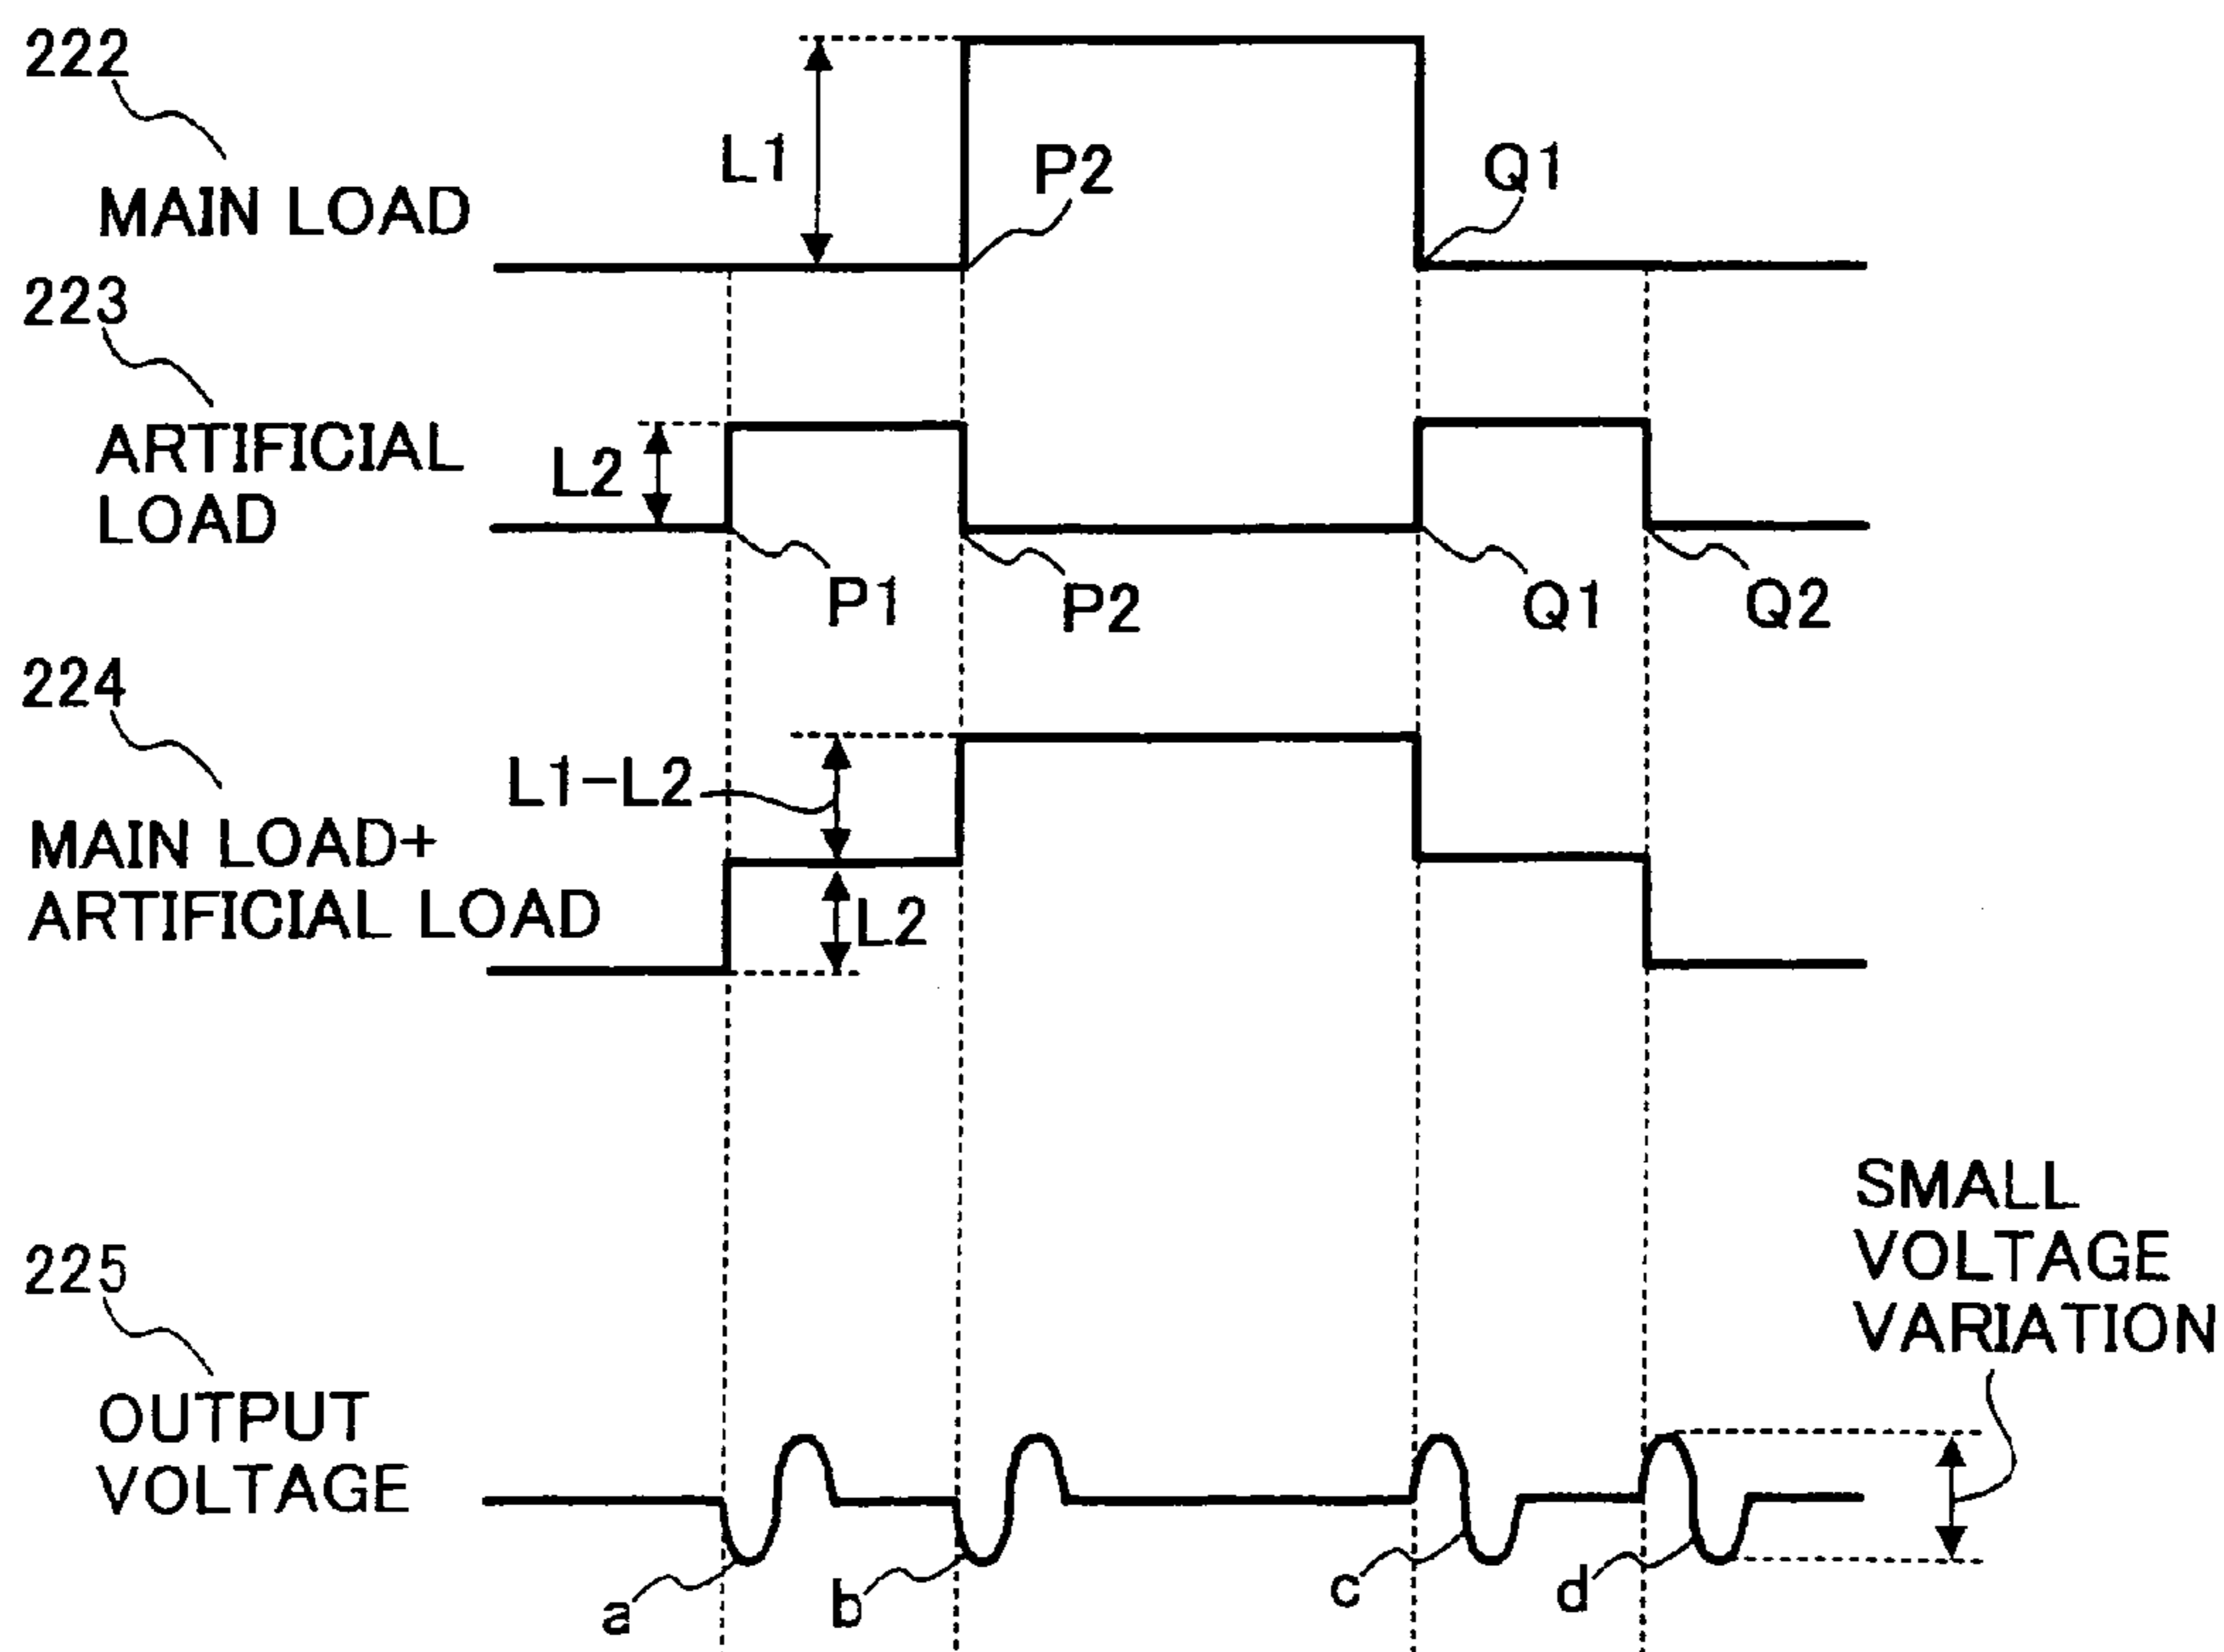 222
MAIN LOAD
L1
P2
Q1
223
ARTIFICIAL
LOAD
L2
P1
P2
Q1
Q2
224
MAIN LOAD+
ARTIFICIAL LOAD
L1-L2
L2
225
OUTPUT
VOLTAGE
SMALL
VOLTAGE
VARIATION
a
b
c
d